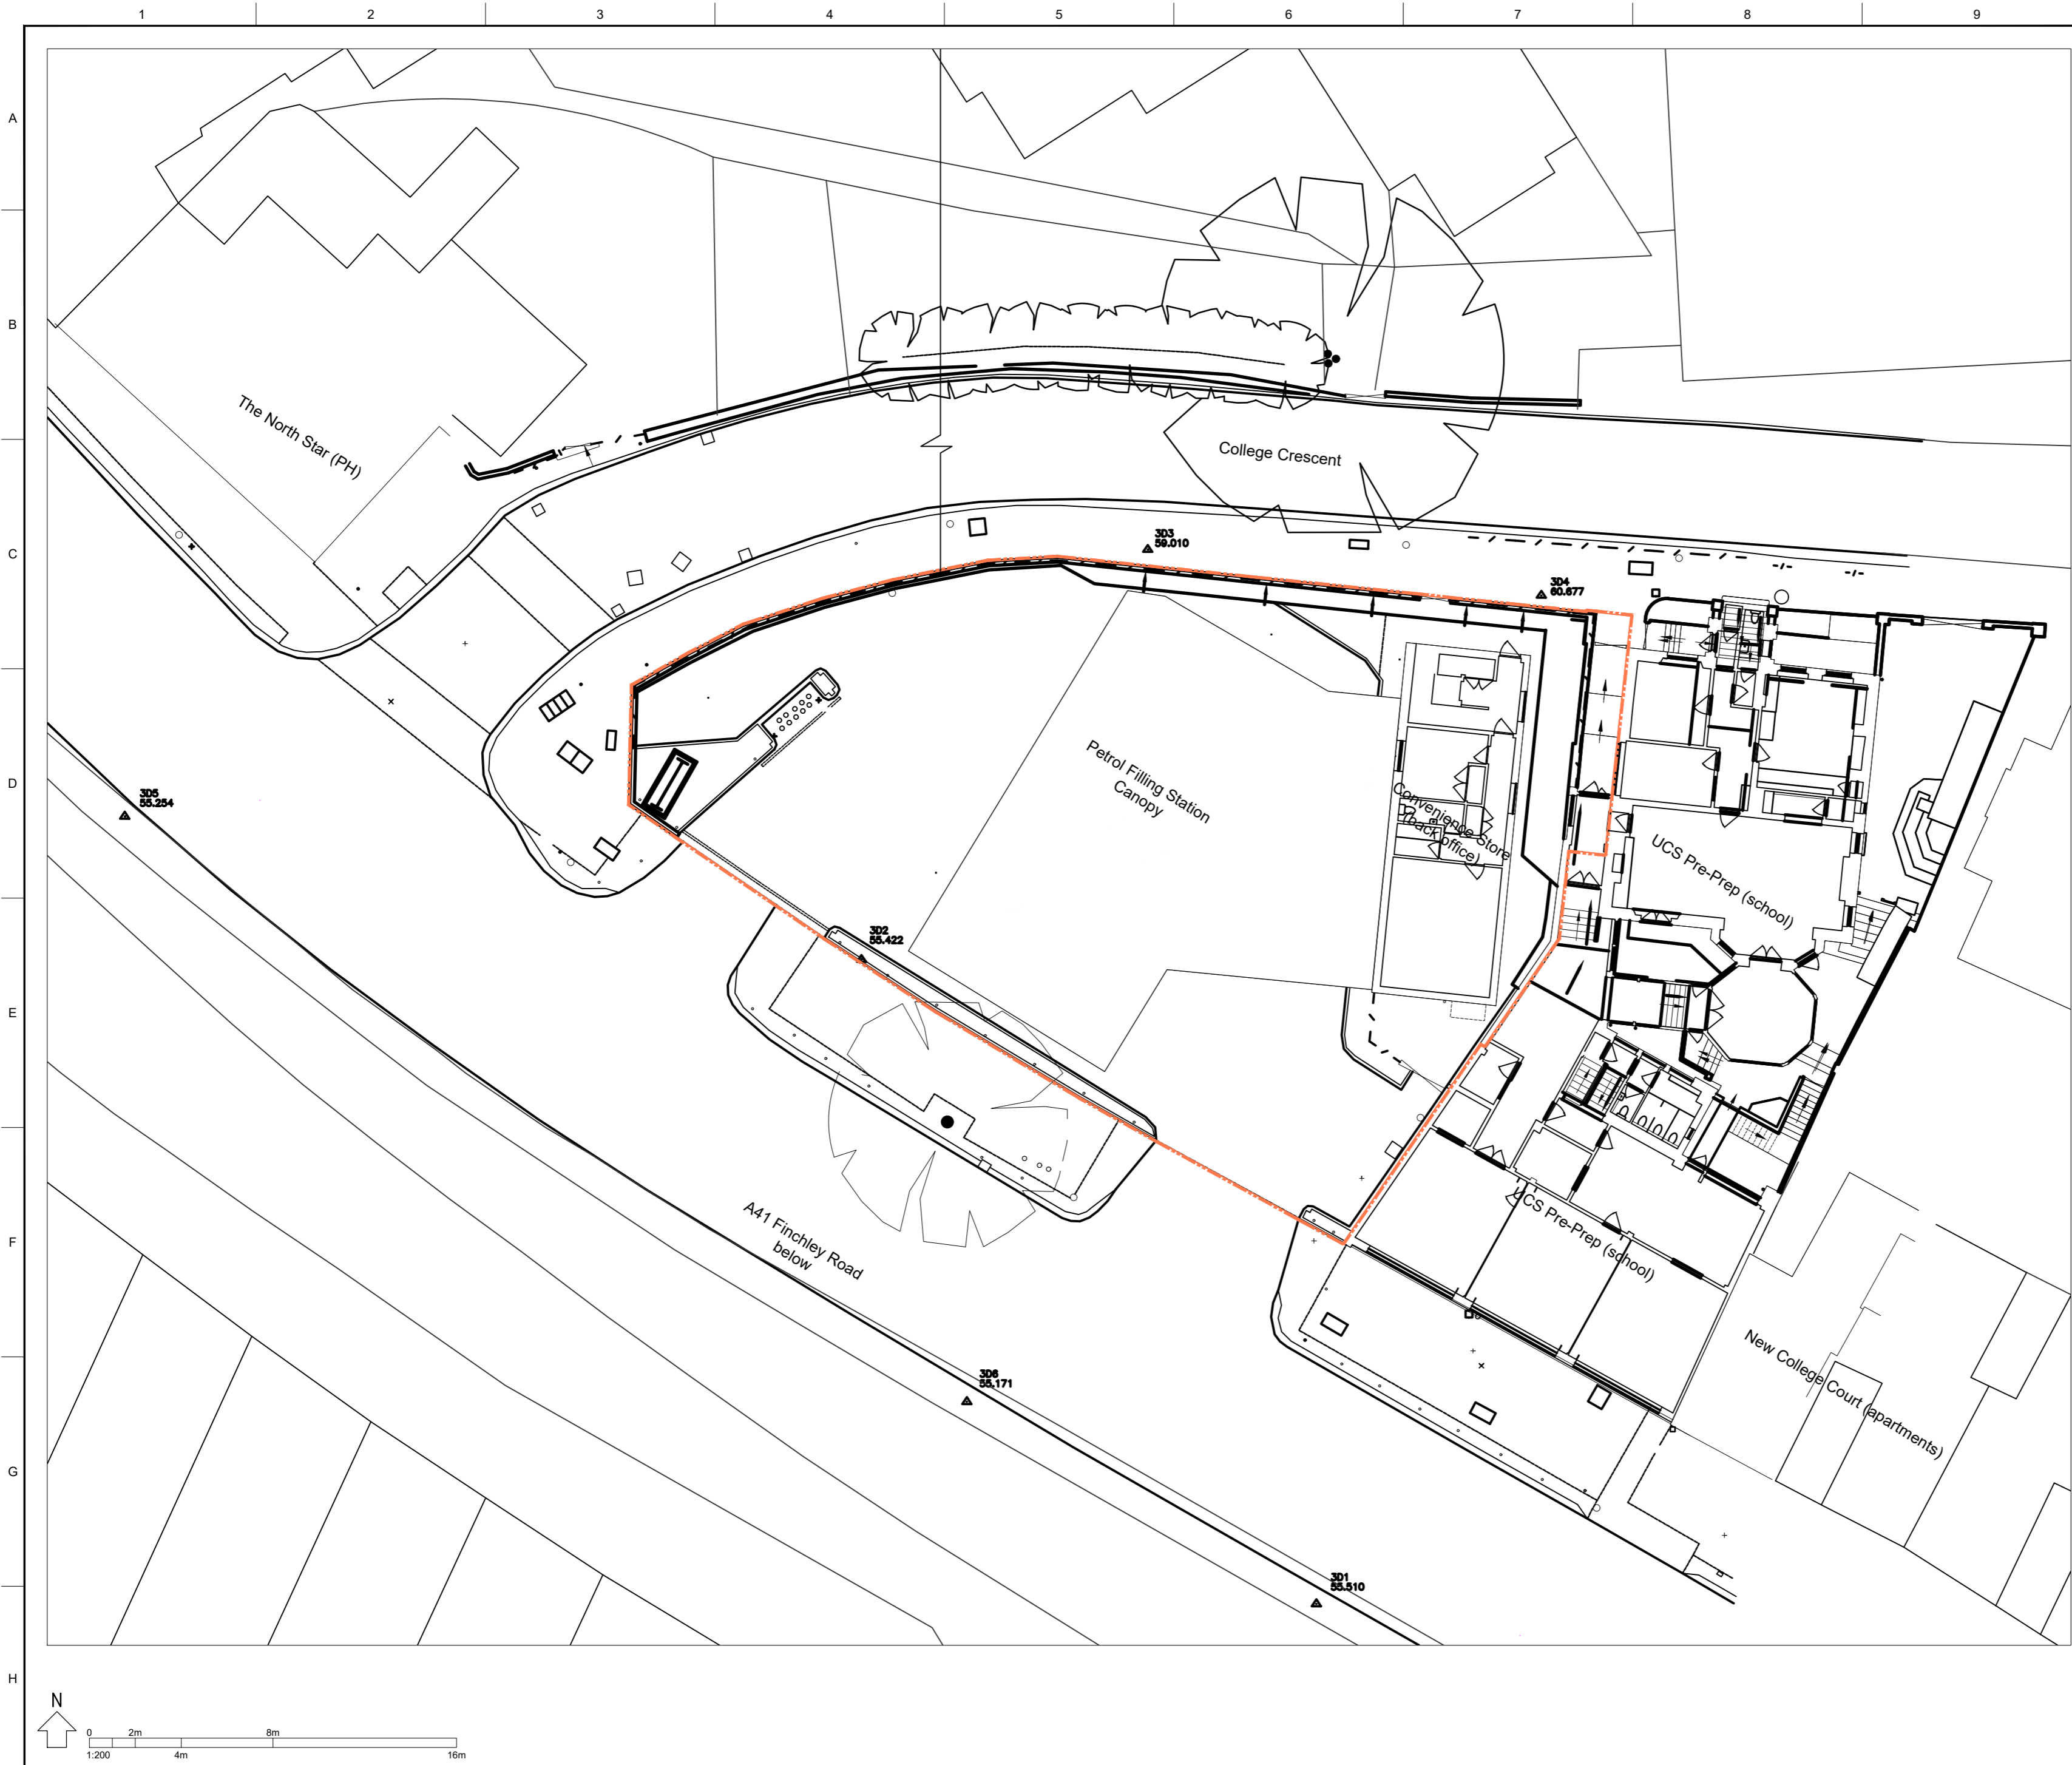 1
2
3
4
5
6
7
8
9
A
B
C
D
E
F
G
H
The North Star (PH)
College Crescent
3D3
59.010
3D4
60.677
3D5
55.254
Petrol Filling Station
Canopy
Convenience Store
(back office)
UCS Pre-Prep (school)
3D2
55.422
UCS Pre-Prep (school)
A41 Finchley Road
below
New College Court (apartments)
3D6
55.171
3D1
55.510
N
0
2m
8m
1:200
4m
16m